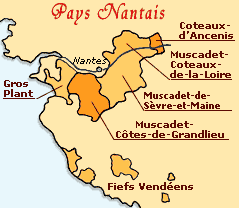 Pays Nantais
Coteaux-
d'Ancenis
Nantes
Muscadet-
Coteaux-
de-la-Loire
Gros
Plant
Muscadet-de-
Sèvre-et-Maine
Muscadet-
Côtes-de-Grandlieu
Fiefs Vendéens